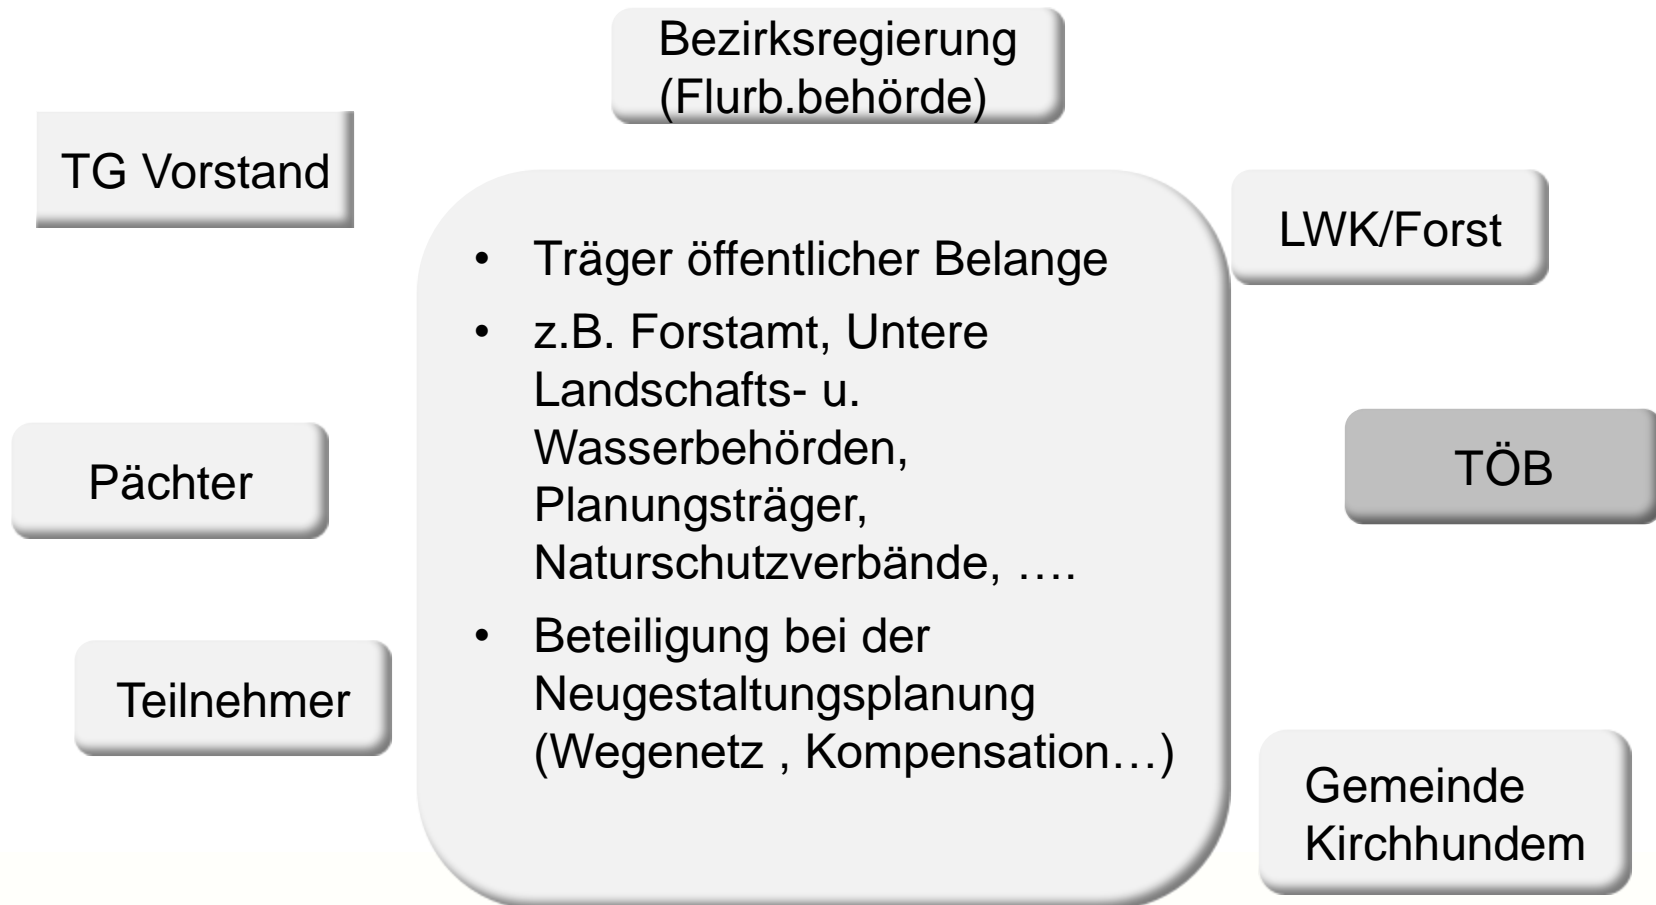 Bezirksregierung
(Flurb.behörde)
TG Vorstand
LWK/Forst
• Träger öffentlicher Belange
• z.B. Forstamt, Untere
Landschafts- u.
Wasserbehörden,
Planungsträger,
Naturschutzverbände, ….
• Beteiligung bei der
Neugestaltungsplanung
(Wegenetz , Kompensation…)
Pächter
TÖB
Teilnehmer
Gemeinde
Kirchhundem